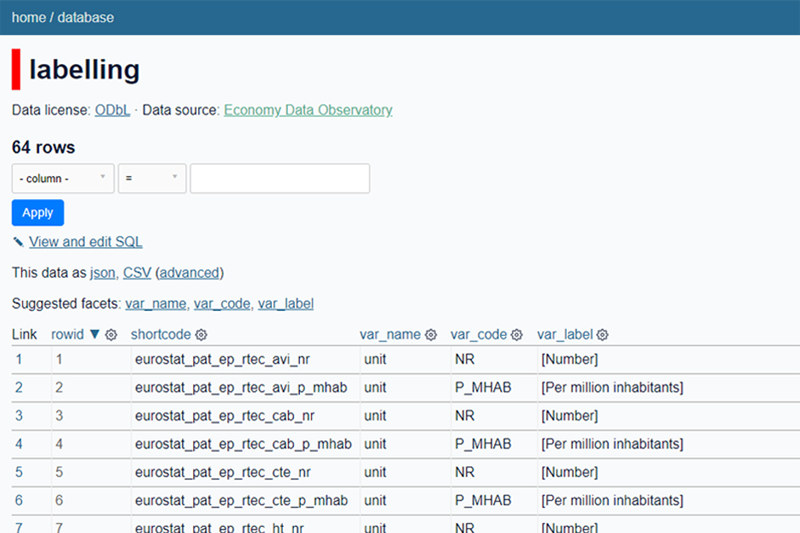 home / database
labelling
Data license: ODbL · Data source: Economy Data Observatory
64 rows
- column - =
Apply
View and edit SQL
This data as json, CSV (advanced)
Suggested facets: var_name, var_code, var_label
Link rowid ▼ shortcode var_name var_code var_label
1 1 eurostat_pat_ep_rtec_avi_nr unit NR [Number]
2 2 eurostat_pat_ep_rtec_avi_p_mhab unit P_MHAB [Per million inhabitants]
3 3 eurostat_pat_ep_rtec_cab_nr unit NR [Number]
4 4 eurostat_pat_ep_rtec_cab_p_mhab unit P_MHAB [Per million inhabitants]
5 5 eurostat_pat_ep_rtec_cte_nr unit NR [Number]
6 6 eurostat_pat_ep_rtec_cte_p_mhab unit P_MHAB [Per million inhabitants]
7 7 eurostat_pat_ep_rtec_ht_nr unit NR [Number]